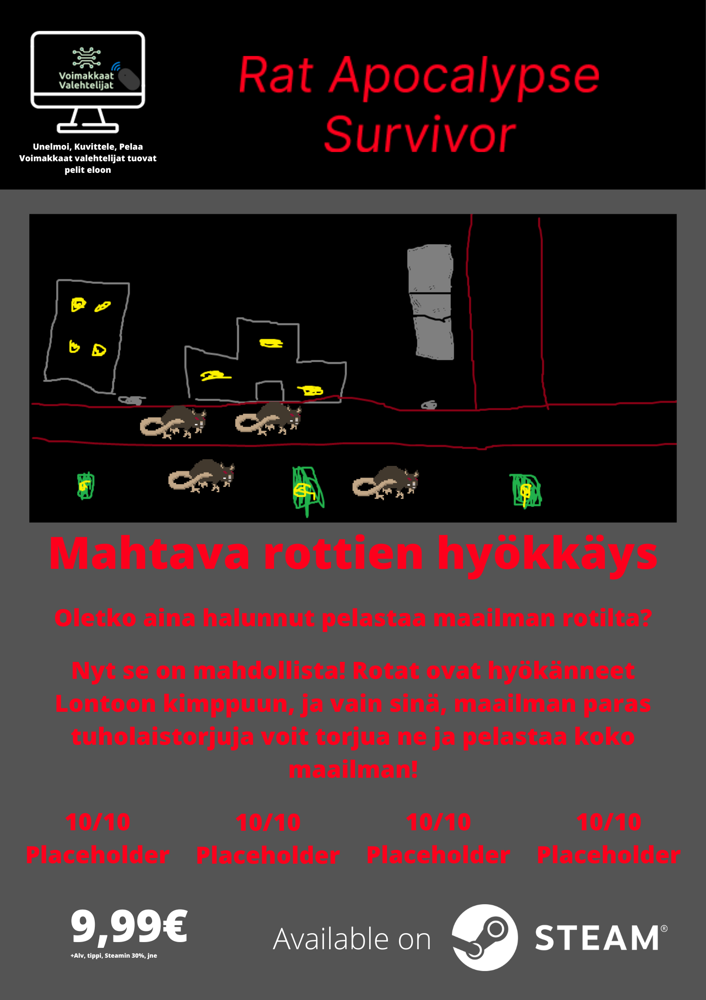 Voimakkaat
Valehtelijat
Unelmoi, Kuvittele, Pelaa
Voimakkaat valehtelijat tuovat
pelit eloon
Rat Apocalypse
Survivor
Mahtava rottien hyökkäys
Oletko aina halunnut pelastaa maailman rotilta?
Nyt se on mahdollista! Rotat ovat hyökänneet
Lontoon kimppuun, ja vain sinä, maailman paras
tuholaistorjuja voit torjua ne ja pelastaa koko
maailman!
10/10
Placeholder
10/10
Placeholder
10/10
Placeholder
10/10
Placeholder
9,99€
+Alv, tippi, Steamin 30%, jne
Available on
STEAM®